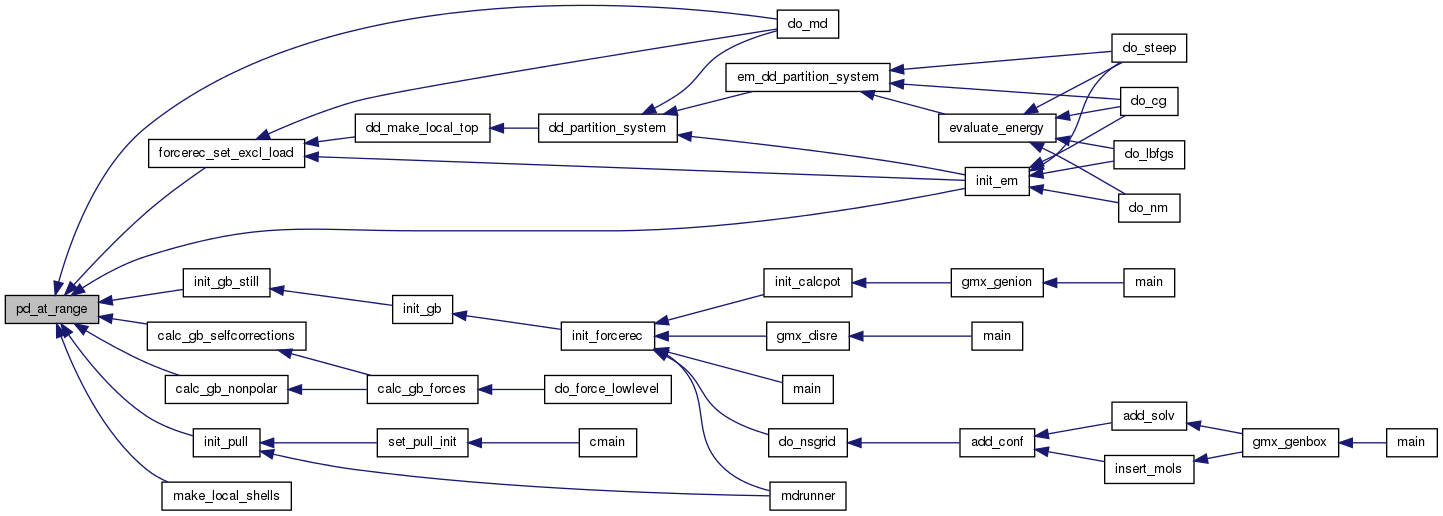 do_md
do_steep
em_dd_partition_system
do_cg
dd_make_local_top
dd_partition_system
evaluate_energy
forcerec_set_excl_load
do_lbfgs
init_em
do_nm
init_gb_still
init_calcpot
gmx_genion
main
pd_at_range
init_gb
calc_gb_selfcorrections
init_forcerec
gmx_disre
main
calc_gb_nonpolar
calc_gb_forces
do_force_lowlevel
main
add_solv
init_pull
set_pull_init
cmain
do_nsgrid
add_conf
gmx_genbox
main
insert_mols
make_local_shells
mdrunner